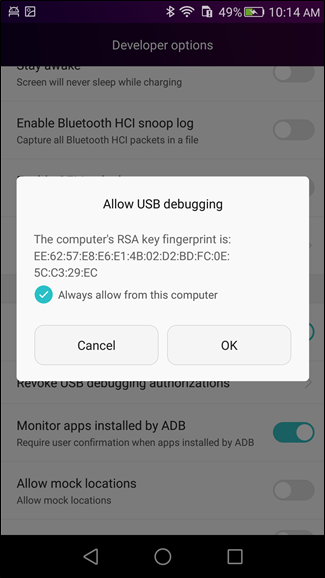 49% 10:14 AM
Developer options
Stay awake
Screen will never sleep while charging
Enable Bluetooth HCI snoop log
Capture all Bluetooth HCI packets in a file
Allow USB debugging
The computer's RSA key fingerprint is:
EE:62:57:E8:E6:E1:4B:02:D2:BD:FC:0E:
5C:C3:29:EC
Always allow from this computer
Cancel OK
Revoke USB debugging authorizations
Monitor apps installed by ADB
Require user confirmation when apps installed by ADB
Allow mock locations
Allow mock locations